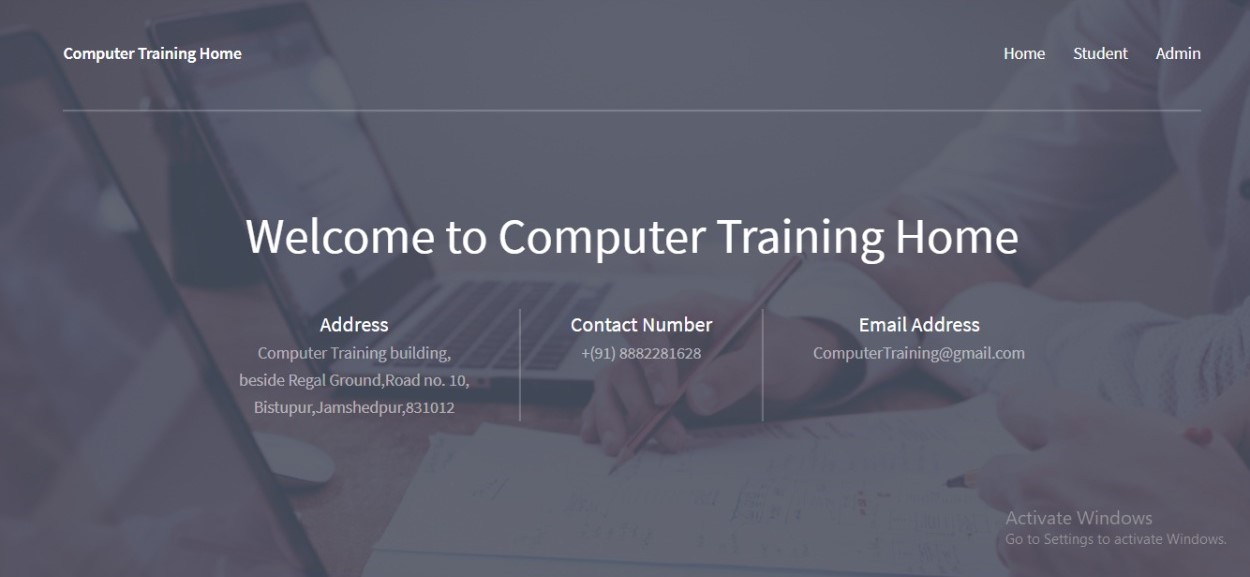 Computer Training Home
Home Student Admin
Welcome to Computer Training Home
Address
Computer Training building,
beside Regal Ground,Road no. 10,
Bistupur,Jamshedpur,831012
Contact Number
+(91) 8882281628
Email Address
ComputerTraining@gmail.com
Activate Windows
Go to Settings to activate Windows.